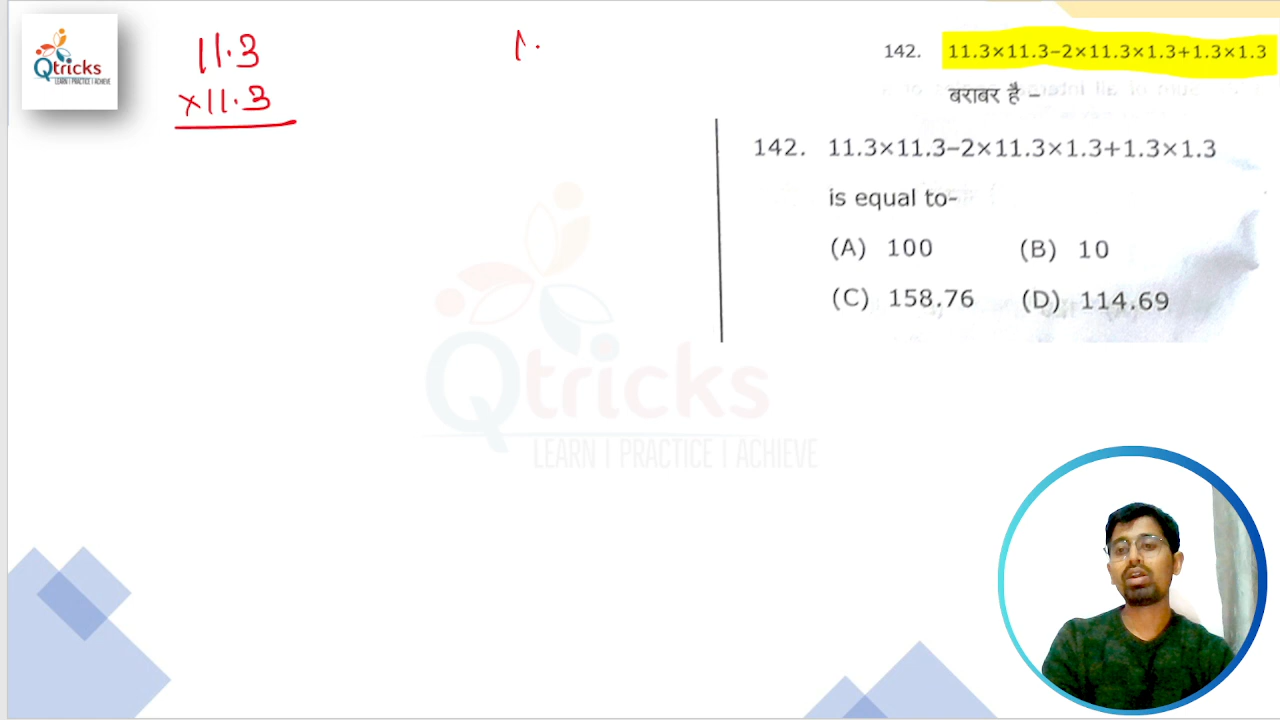 Qtricks
LEARN | PRACTICE | ACHIEVE
11.3
×11.3
1.
142. 11.3×11.3–2×11.3×1.3+1.3×1.3
बराबर है –
142. 11.3×11.3–2×11.3×1.3+1.3×1.3
is equal to-
(A) 100 (B) 10
(C) 158.76 (D) 114.69
Qtricks
LEARN | PRACTICE | ACHIEVE